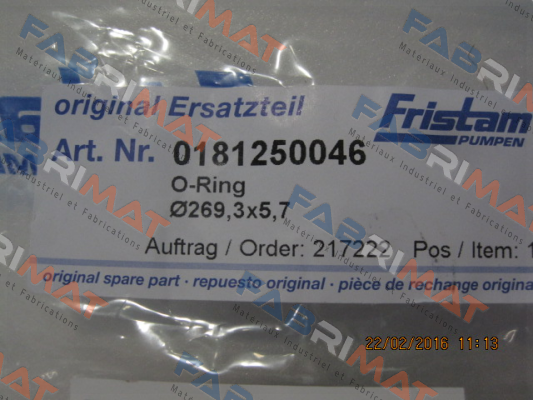 original Ersatzteil
Fristam
PUMPEN
Art. Nr. 0181250046
O-Ring
Ø269,3x5,7
Auftrag / Order: 217222 Pos / Item: 1
original spare part · repuesto original · pièce de rechange origina
22/02/2016 11:13
FABRIMAT
Materiaux Industriel et Fabrications